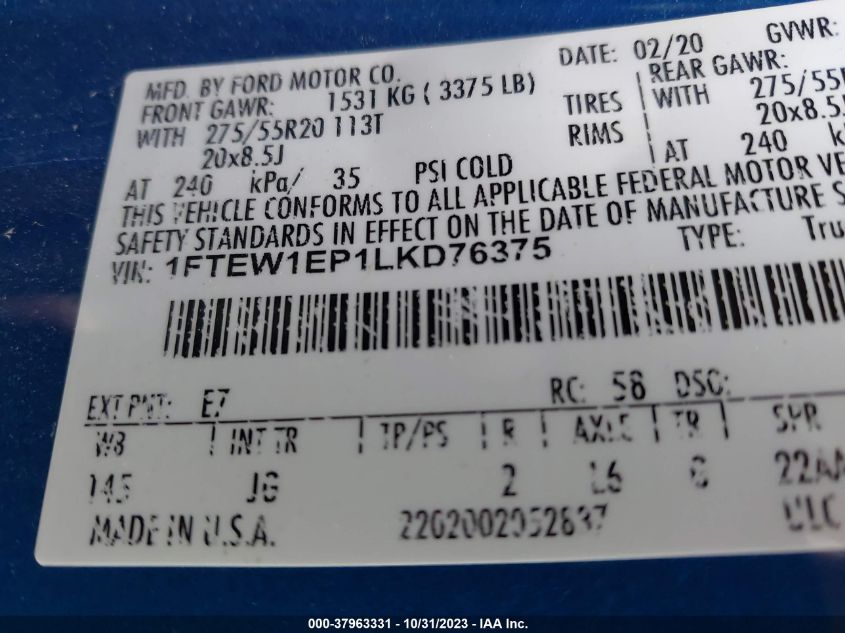 MFD. BY FORD MOTOR CO. DATE: 02/20 GVWR:
FRONT GAWR: 1531 KG ( 3375 LB) REAR GAWR:
WITH 275/55R20 113T TIRES WITH 275/55
20x8.5J RIMS 20x8.5J
AT 240 kPa/ 35 PSI COLD AT 240
THIS VEHICLE CONFORMS TO ALL APPLICABLE FEDERAL MOTOR VE
SAFETY STANDARDS IN EFFECT ON THE DATE OF MANUFACTURE S
VIN: 1FTEW1EP1LKD76375 TYPE: Tru
EXT PNT: E7 RC: 58 DSO:
WB INT TR TP/PS R AXLE TR SPR
145 JG 2 L6 22AA
MADE IN U.S.A. ULC
000-37963331 - 10/31/2023 - IAA Inc.